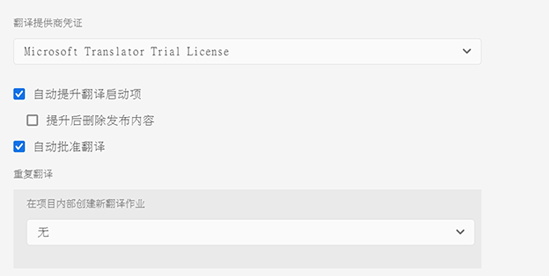 翻译提供商凭证
Microsoft Translator Trial License
自动提升翻译启动项
提升后删除发布内容
自动批准翻译
重复翻译
在项目内部创建新翻译作业
无